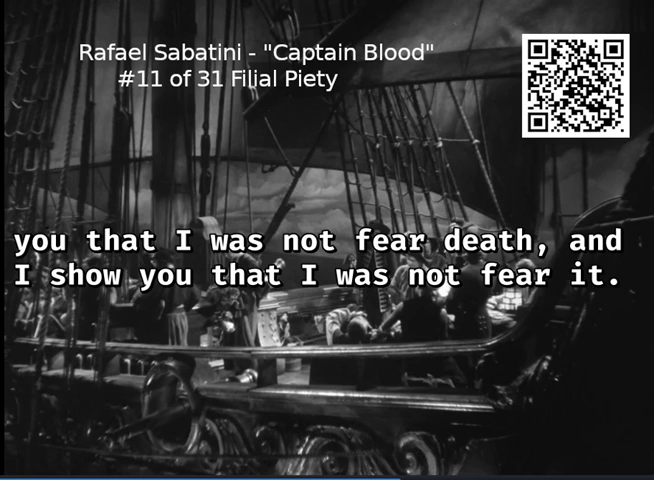 Rafael Sabatini - "Captain Blood"
#11 of 31 Filial Piety
you that I was not fear death, and
I show you that I was not fear it.